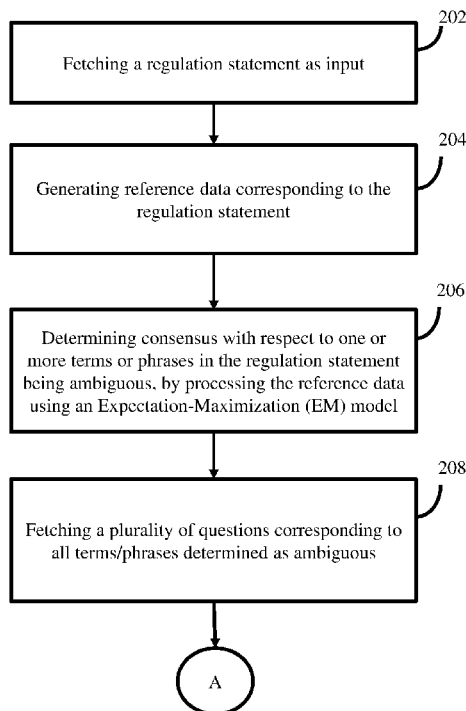 202
Fetching a regulation statement as input
204
Generating reference data corresponding to the
regulation statement
206
Determining consensus with respect to one or
more terms or phrases in the regulation statement
being ambiguous, by processing the reference data
using an Expectation-Maximization (EM) model
208
Fetching a plurality of questions corresponding to
all terms/phrases determined as ambiguous
A